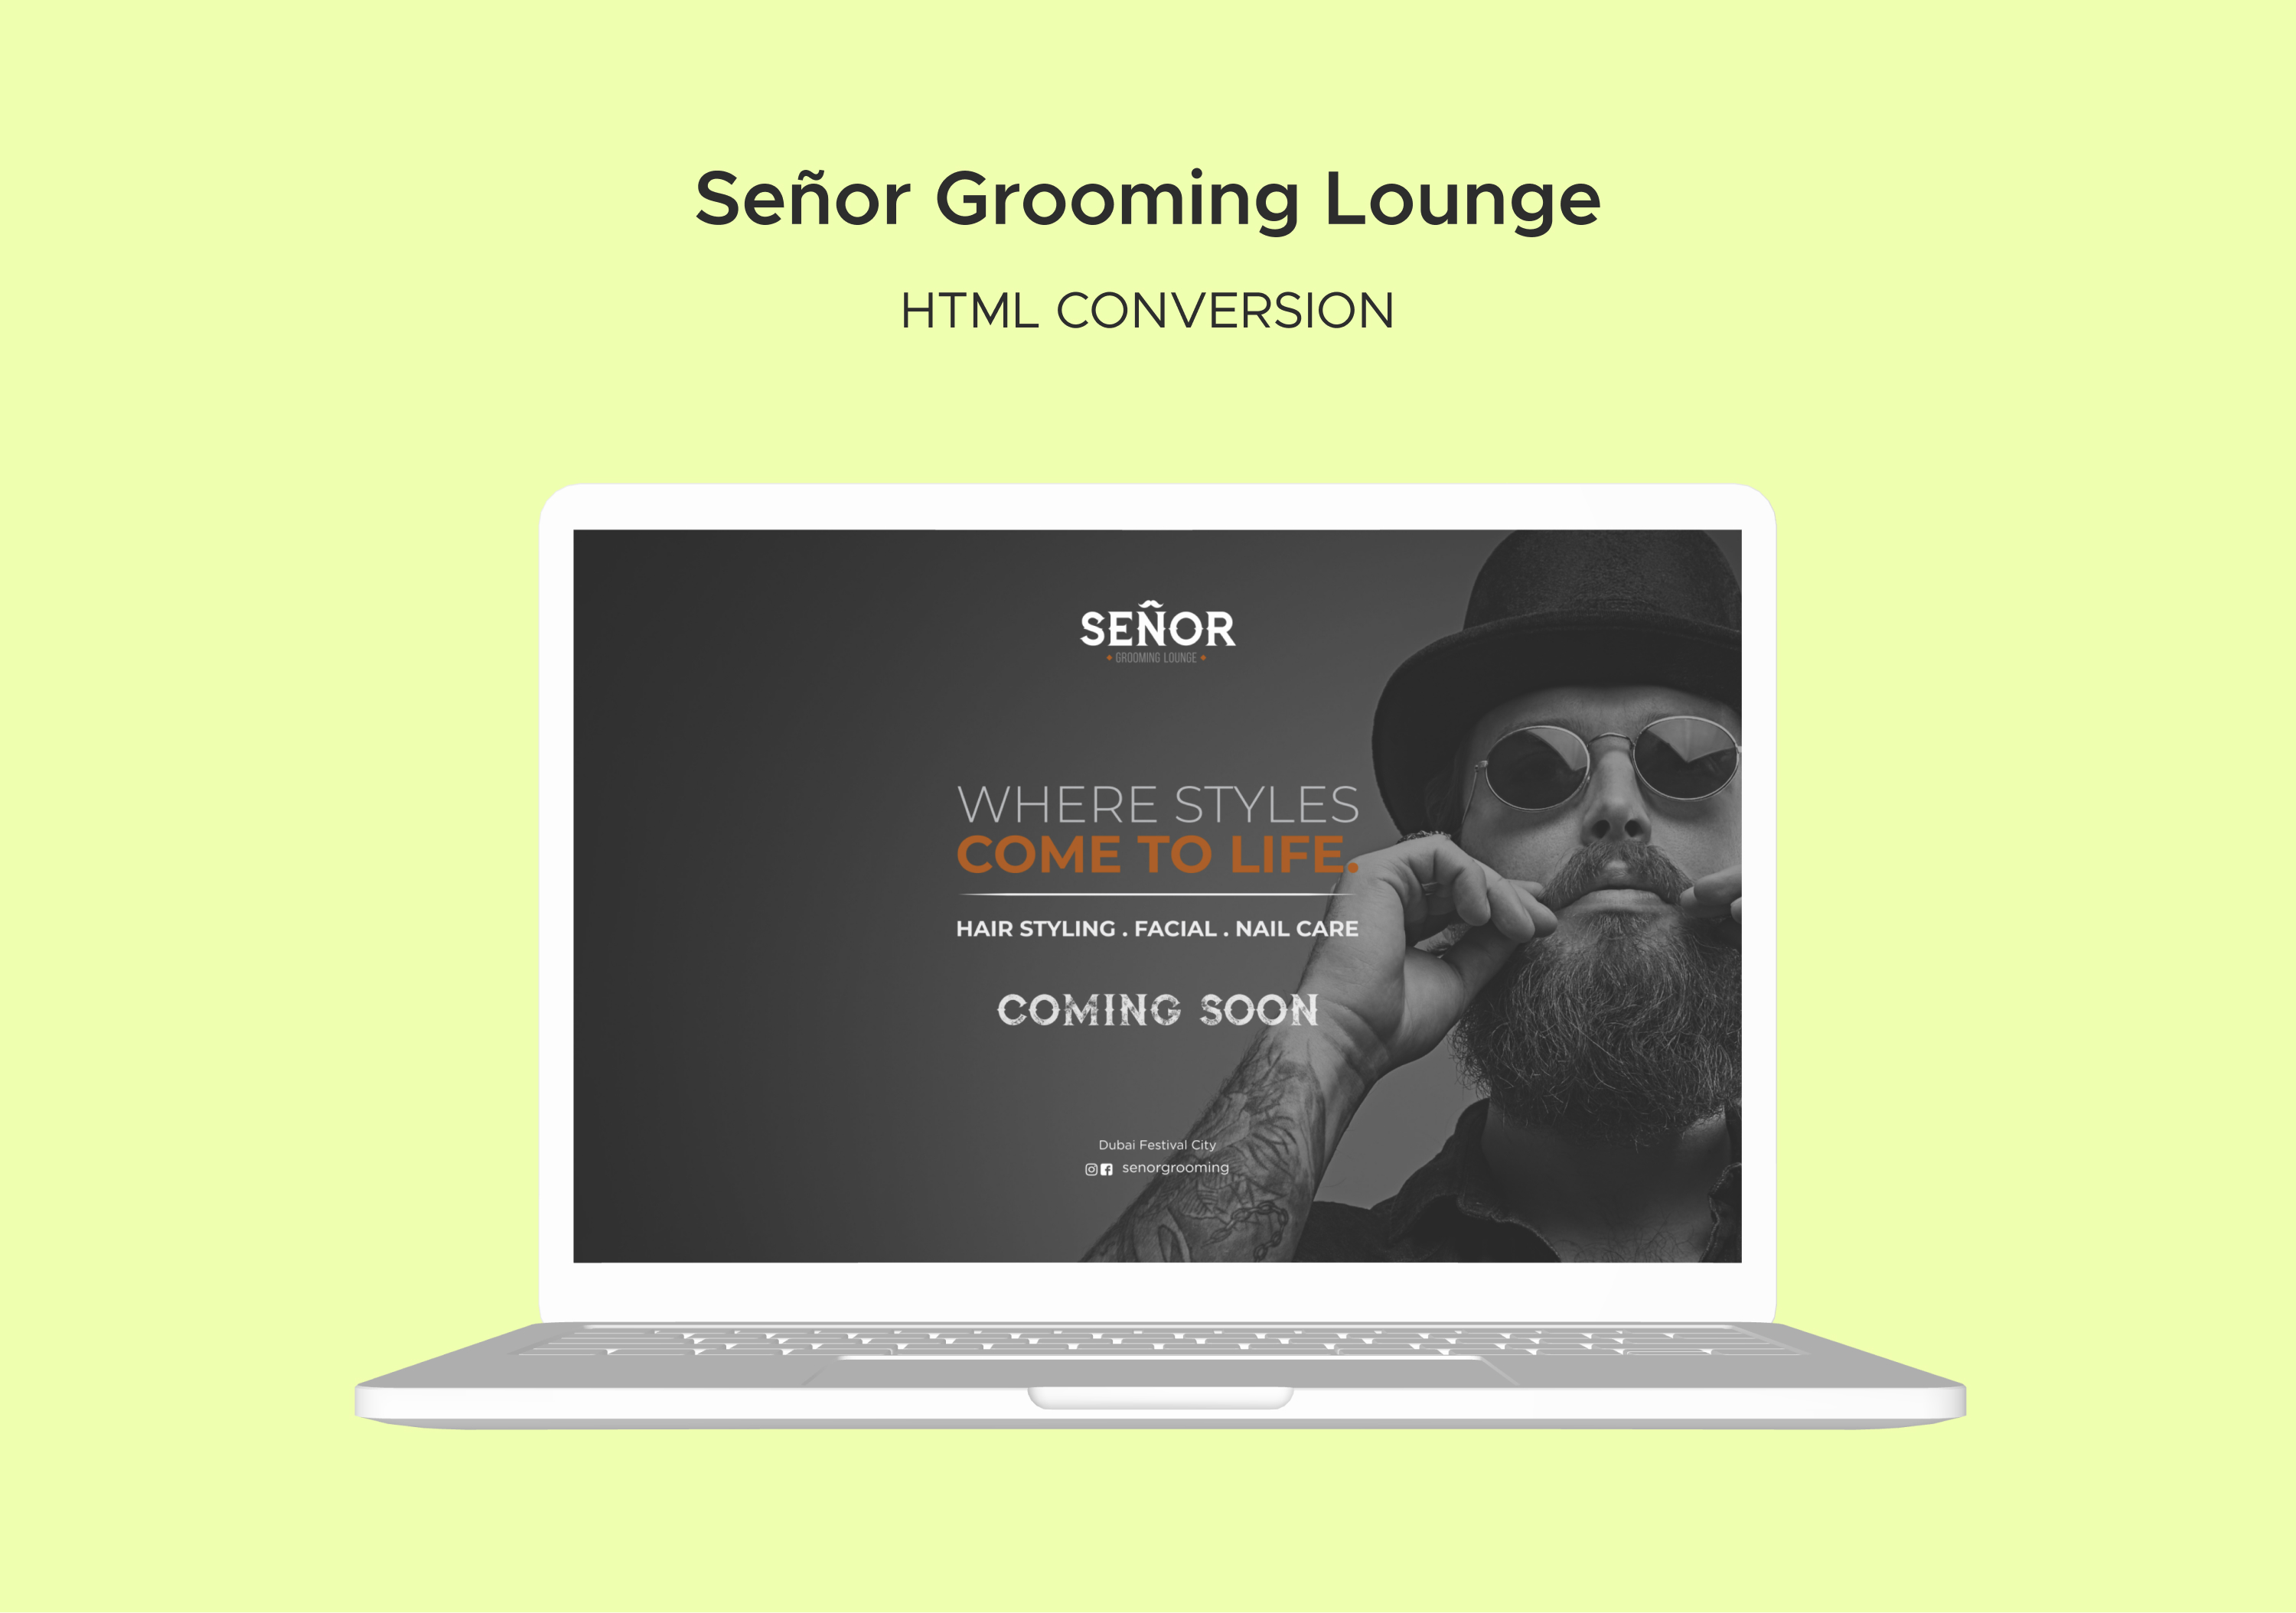 Señor Grooming Lounge
HTML CONVERSION
SEÑOR
GROOMING LOUNGE
WHERE STYLES
COME TO LIFE.
HAIR STYLING . FACIAL . NAIL CARE
COMING SOON
Dubai Festival City
senorgrooming